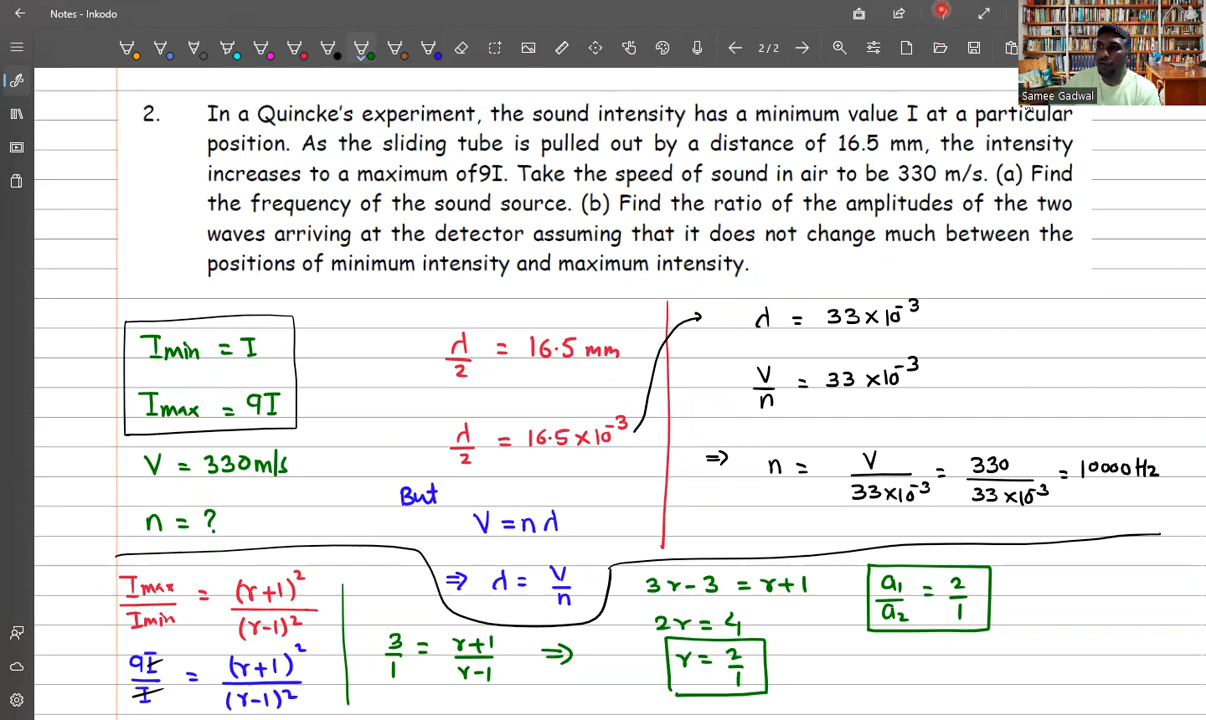 Notes - Inkodo
2/2
Samee Gadwal
2. In a Quincke's experiment, the sound intensity has a minimum value I at a particular
position. As the sliding tube is pulled out by a distance of 16.5 mm, the intensity
increases to a maximum of9I. Take the speed of sound in air to be 330 m/s. (a) Find
the frequency of the sound source. (b) Find the ratio of the amplitudes of the two
waves arriving at the detector assuming that it does not change much between the
positions of minimum intensity and maximum intensity.
Imin = I
Imax = 9I
V = 330 m/s
n = ?
λ/2 = 16.5 mm
λ/2 = 16.5 × 10⁻³
But
V = nλ
⇒ λ = V/n
λ = 33 × 10⁻³
V/n = 33 × 10⁻³
⇒ n = V/(33 × 10⁻³) = 330/(33 × 10⁻³) = 10000 Hz
Imax/Imin = (r+1)²/(r-1)²
9I/I = (r+1)²/(r-1)²
3/1 = (r+1)/(r-1) ⇒
3r - 3 = r + 1
2r = 4
r = 2/1
a₁/a₂ = 2/1